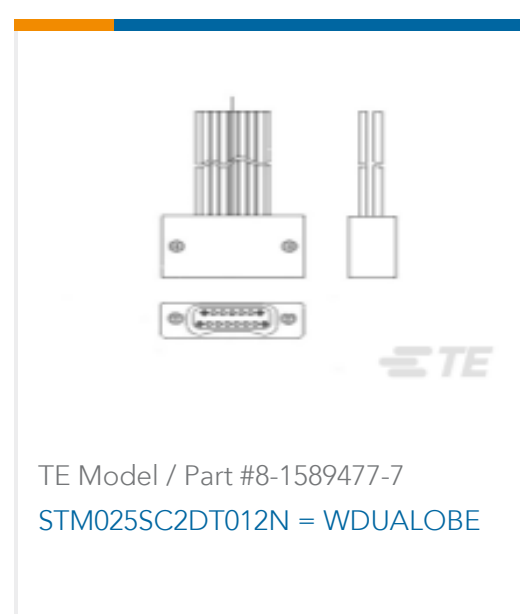 TE
TE Model / Part #8-1589477-7
STM025SC2DT012N = WDUALOBE